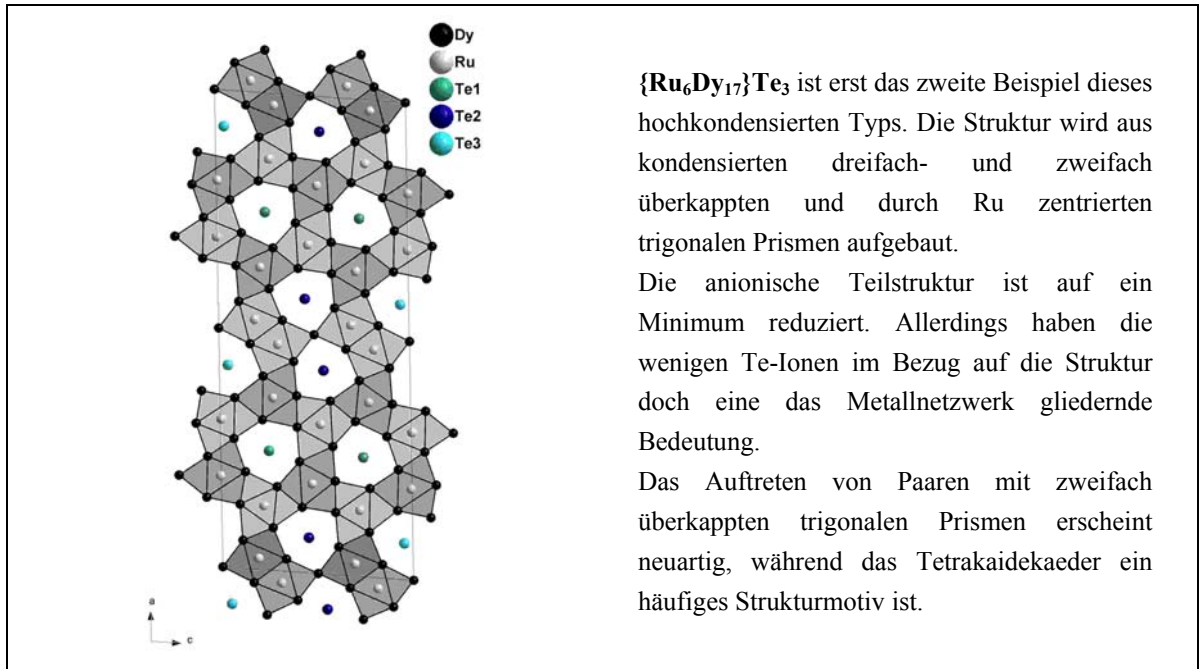 Dy
Ru
Te1
Te2
Te3
a
c
{Ru₆Dy₁₇}Te₃ ist erst das zweite Beispiel dieses
hochkondensierten Typs. Die Struktur wird aus
kondensierten dreifach- und zweifach
überkappten und durch Ru zentrierten
trigonalen Prismen aufgebaut.
Die anionische Teilstruktur ist auf ein
Minimum reduziert. Allerdings haben die
wenigen Te-Ionen im Bezug auf die Struktur
doch eine das Metallnetzwerk gliedernde
Bedeutung.
Das Auftreten von Paaren mit zweifach
überkappten trigonalen Prismen erscheint
neuartig, während das Tetrakaidekaeder ein
häufiges Strukturmotiv ist.